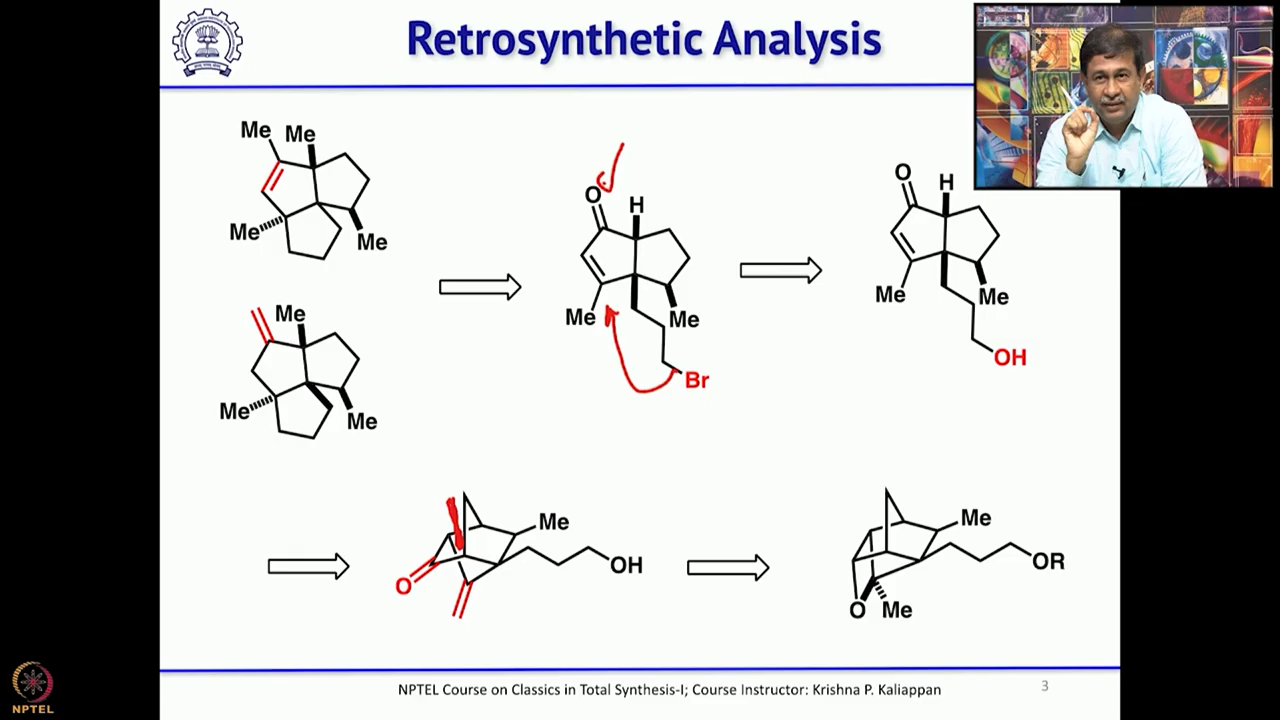 Retrosynthetic Analysis
Me Me
Me
Me
Me
Me
Me
O
H
Me
Me
Br
O
H
Me
Me
OH
Me
OH
O
Me
OR
O Me
NPTEL Course on Classics in Total Synthesis-I; Course Instructor: Krishna P. Kaliappan
3
NPTEL